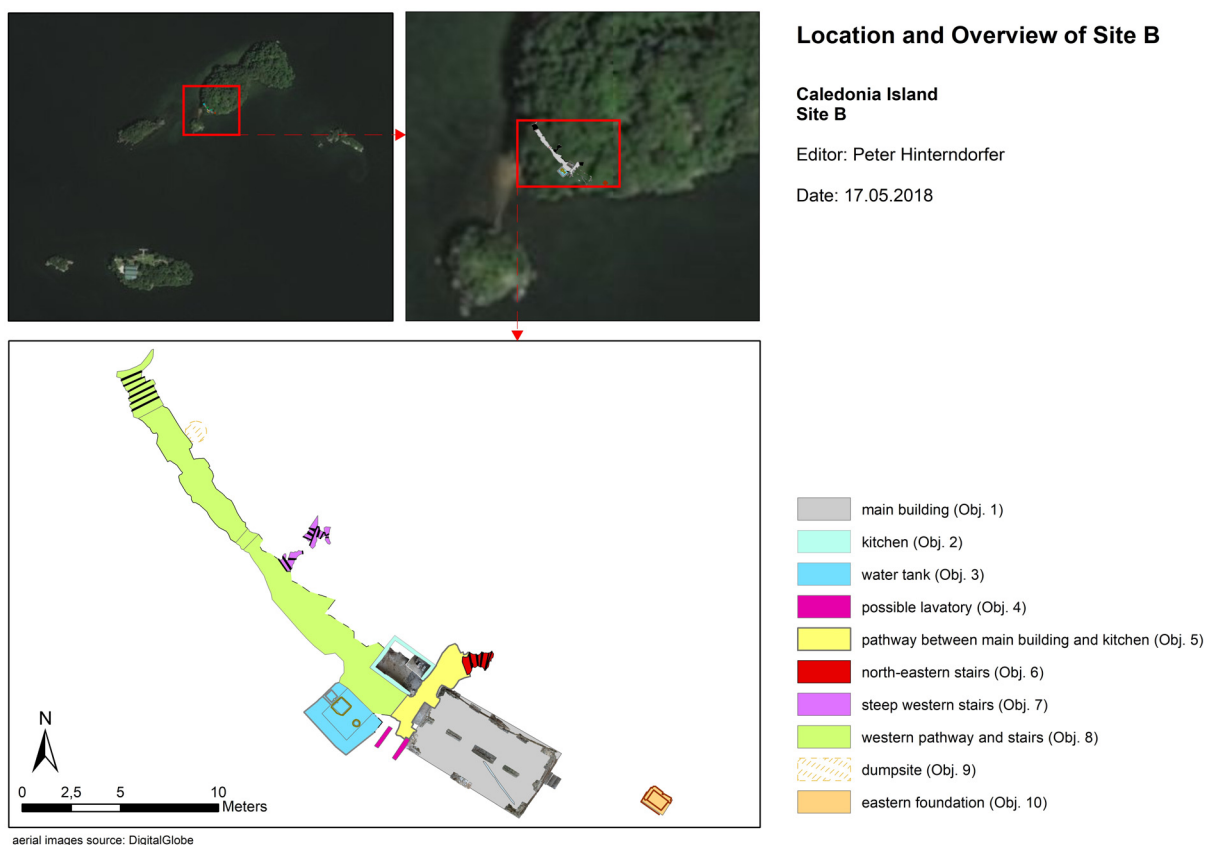 Location and Overview of Site B
Caledonia Island
Site B
Editor: Peter Hinterndorfer
Date: 17.05.2018
main building (Obj. 1)
kitchen (Obj. 2)
water tank (Obj. 3)
possible lavatory (Obj. 4)
pathway between main building and kitchen (Obj. 5)
north-eastern stairs (Obj. 6)
steep western stairs (Obj. 7)
western pathway and stairs (Obj. 8)
dumpsite (Obj. 9)
eastern foundation (Obj. 10)
N
0 2,5 5 10
Meters
aerial images source: DigitalGlobe